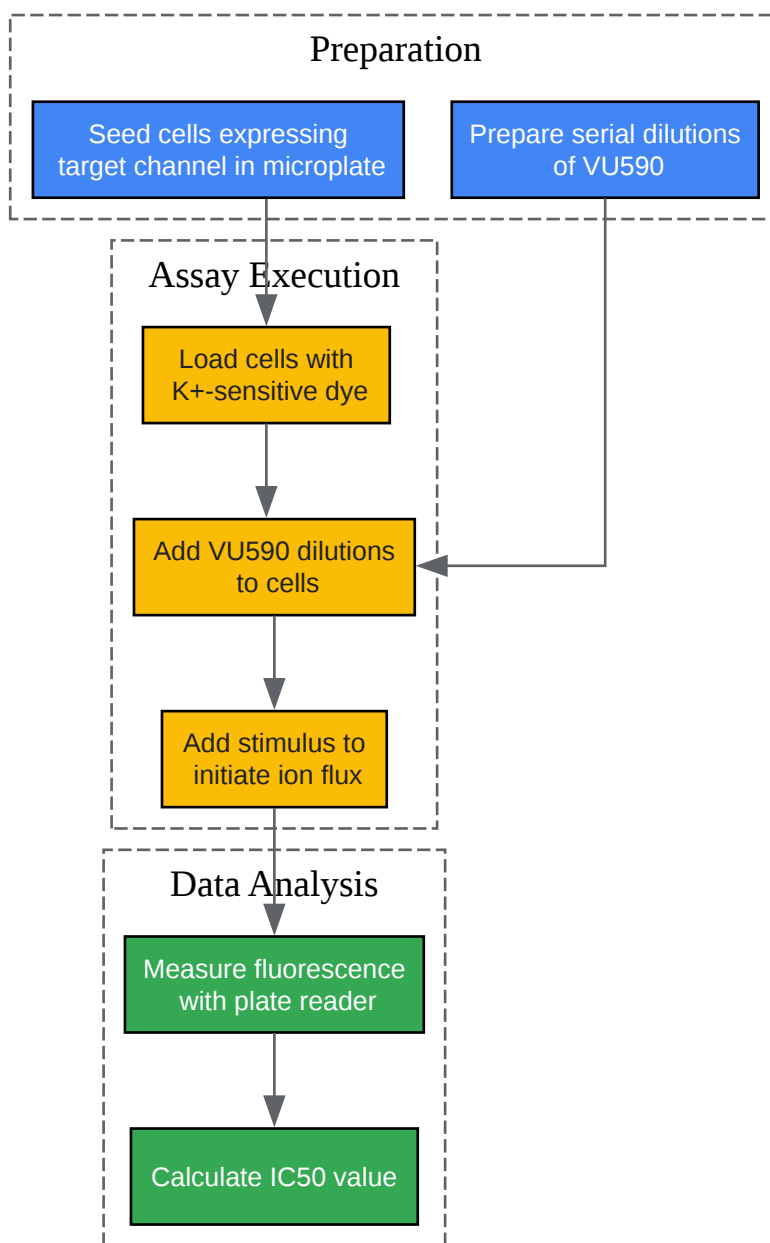 Preparation
Seed cells expressing
target channel in microplate
Prepare serial dilutions
of VU590
Assay Execution
Load cells with
K+-sensitive dye
Add VU590 dilutions
to cells
Add stimulus to
initiate ion flux
Data Analysis
Measure fluorescence
with plate reader
Calculate IC50 value